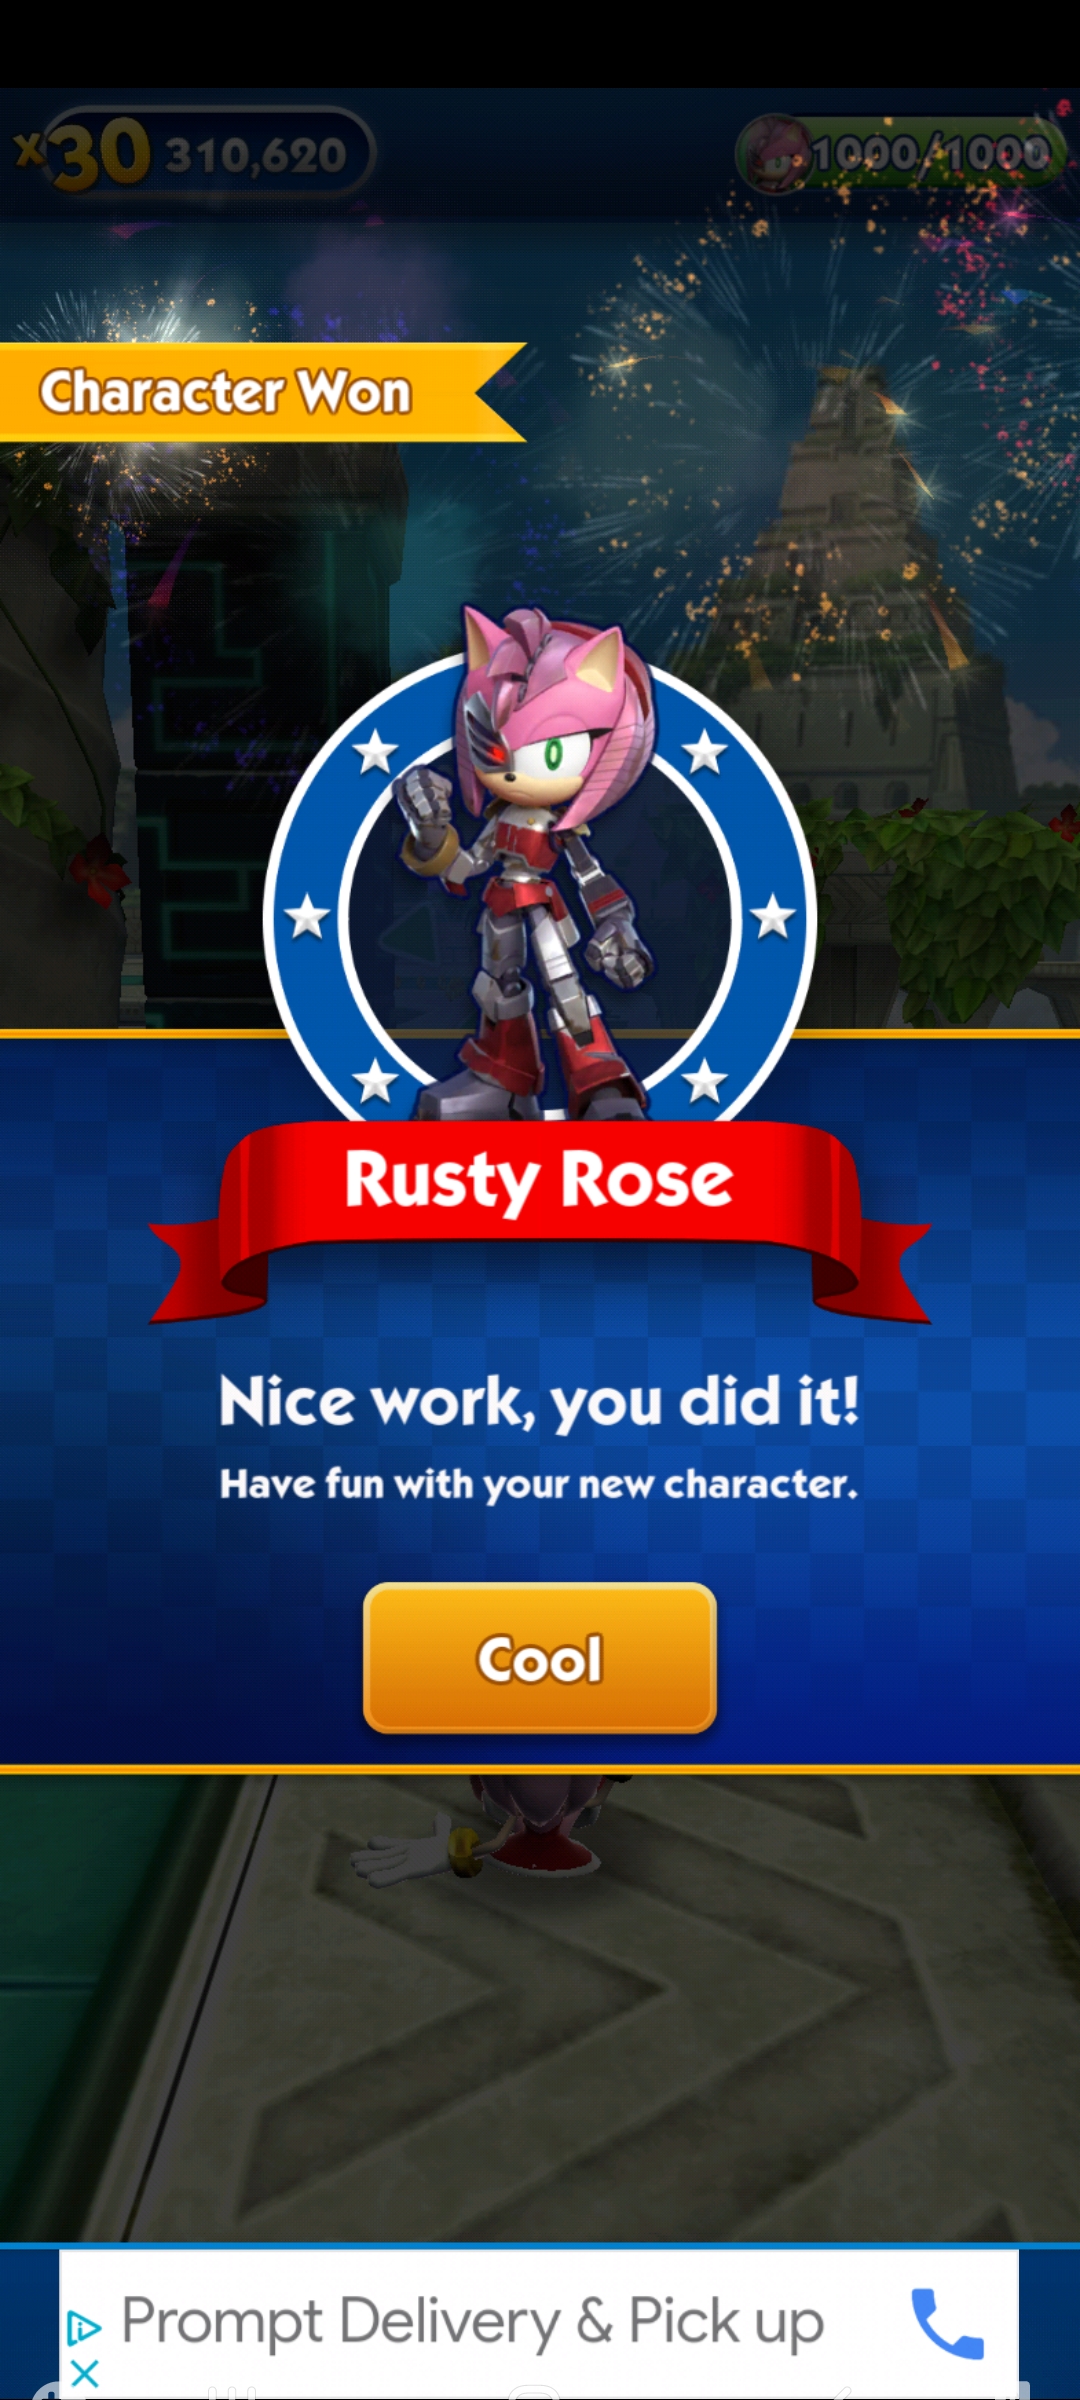 x30 310,620
1000/1000
Character Won
Rusty Rose
Nice work, you did it!
Have fun with your new character.
Cool
Prompt Delivery & Pick up